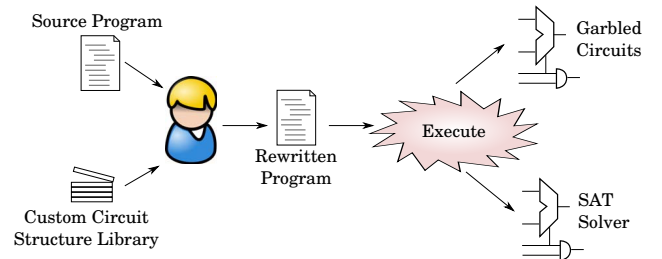 Source Program
Garbled
Circuits
Execute
Rewritten
Program
Custom Circuit
Structure Library
SAT
Solver